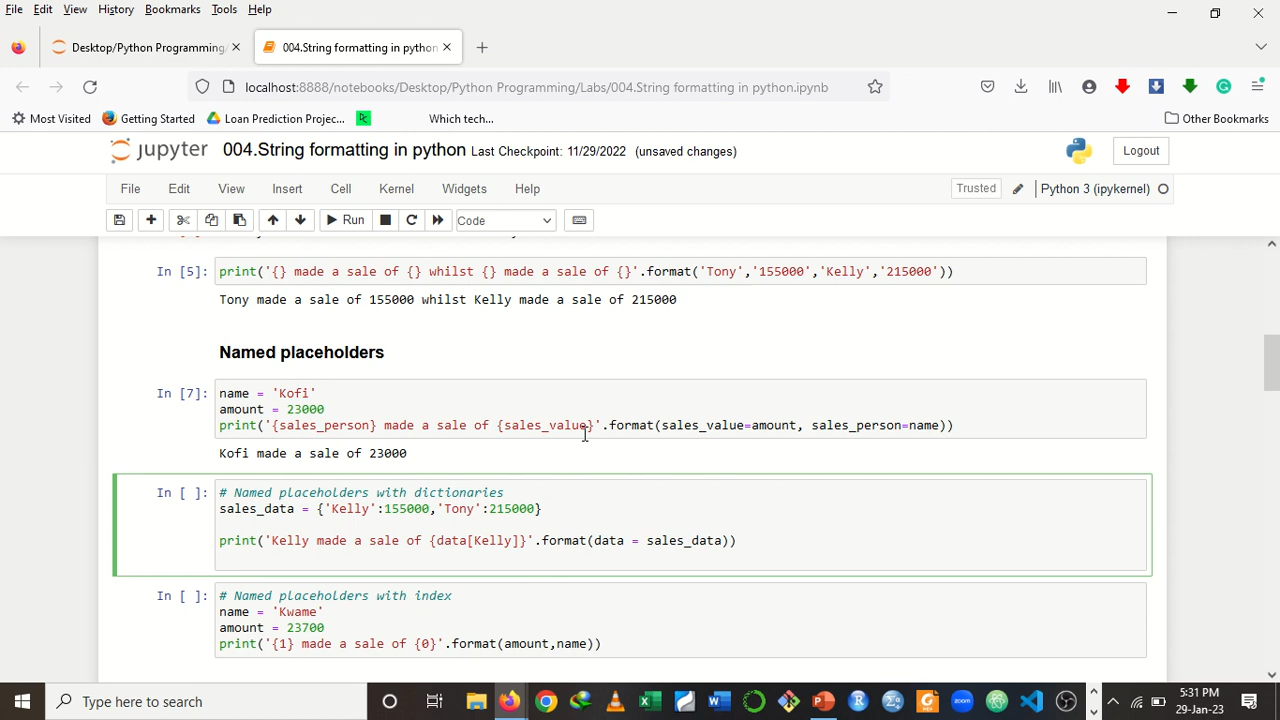 File Edit View History Bookmarks Tools Help
Desktop/Python Programming/
004.String formatting in python
localhost:8888/notebooks/Desktop/Python Programming/Labs/004.String formatting in python.ipynb
Most Visited Getting Started Loan Prediction Projec... Which Etch... Other Bookmarks
jupyter 004.String formatting in python Last Checkpoint: 11/29/2022 (unsaved changes) Logout
File Edit View Insert Cell Kernel Widgets Help Trusted Python 3 (ipykernel)
Run Code
In [5]: print('{} made a sale of {} whilst {} made a sale of {}'.format('Tony','155000','Kelly','215000'))
Tony made a sale of 155000 whilst Kelly made a sale of 215000
Named placeholders
In [7]: name = 'Kofi'
amount = 23000
print('{sales_person} made a sale of {sales_value}'.format(sales_value=amount, sales_person=name))
Kofi made a sale of 23000
In [ ]: # Named placeholders with dictionaries
sales_data = {'Kelly':155000,'Tony':215000}
print('Kelly made a sale of {data[Kelly]}'.format(data = sales_data))
In [ ]: # Named placeholders with index
name = 'Kwame'
amount = 23700
print('{1} made a sale of {0}'.format(amount,name))
Type here to search
5:31 PM
29-Jan-23